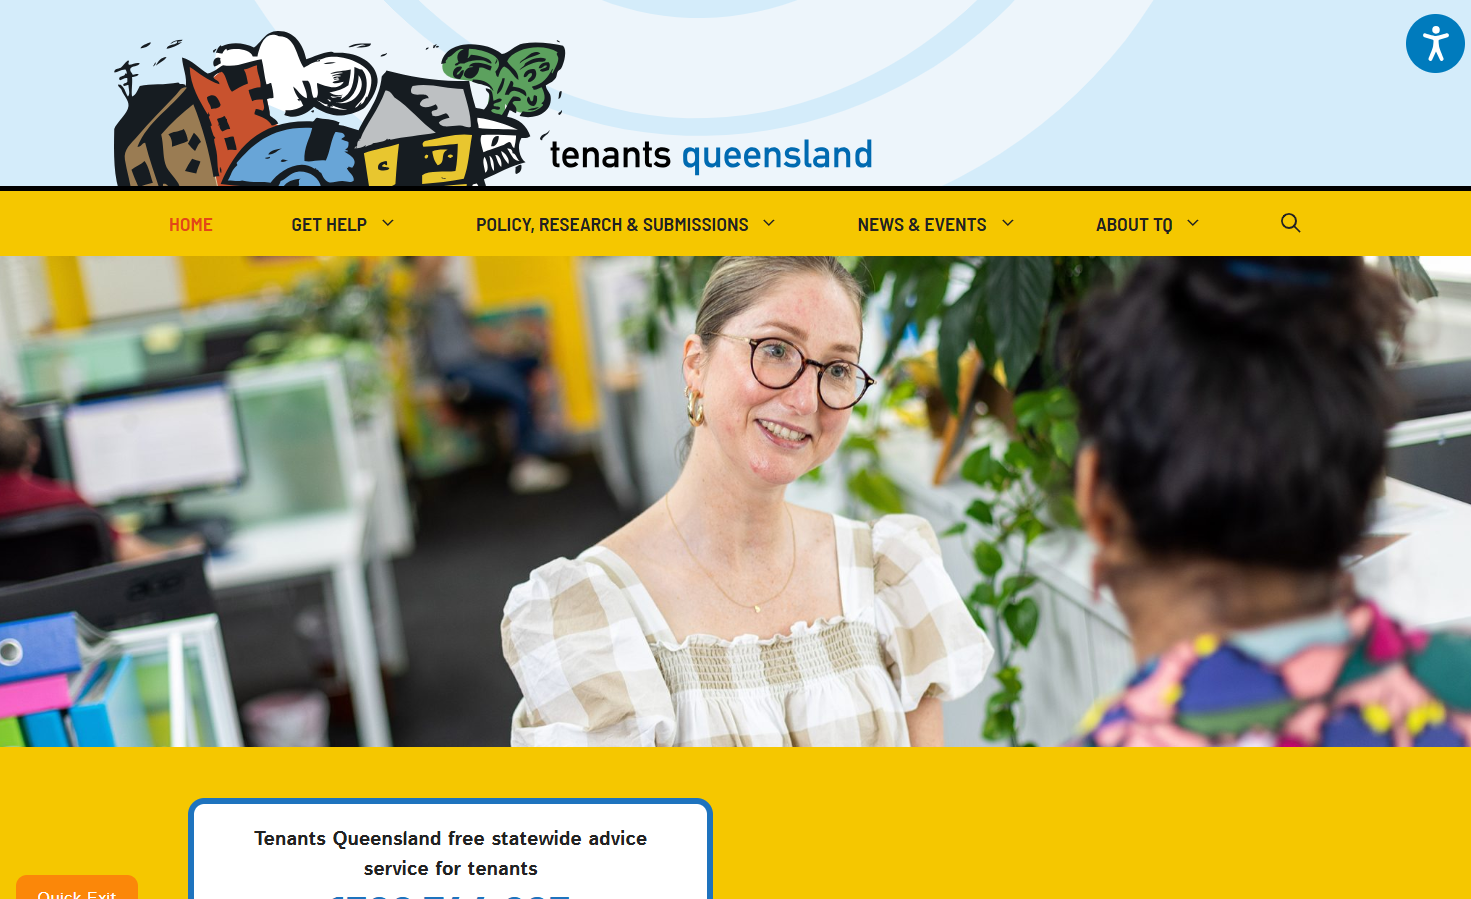 tenants queensland
HOME
GET HELP
POLICY, RESEARCH & SUBMISSIONS
NEWS & EVENTS
ABOUT TQ
Tenants Queensland free statewide advice
service for tenants
Quick Exit